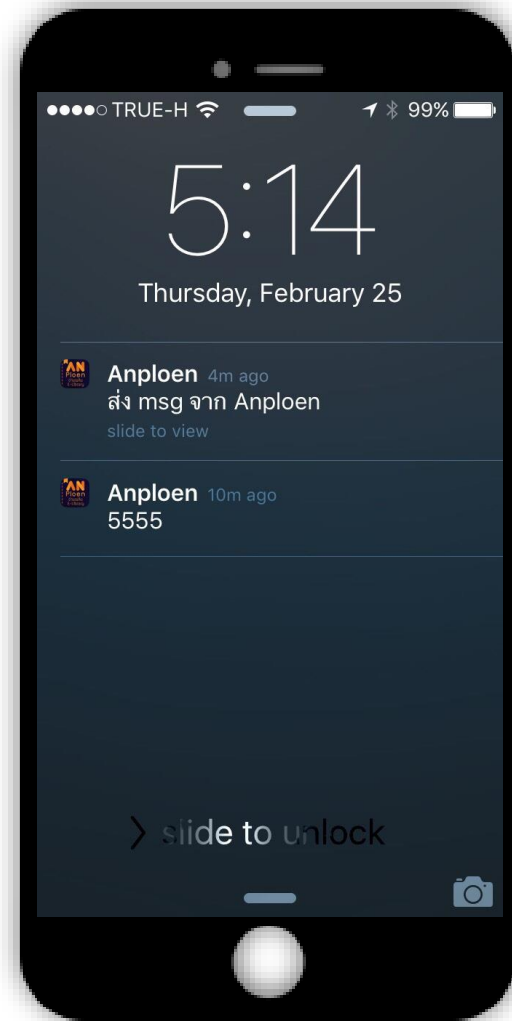 TRUE-H
99%
5:14
Thursday, February 25
Anploen 4m ago
ส่ง msg จาก Anploen
slide to view
Anploen 10m ago
5555
slide to unlock